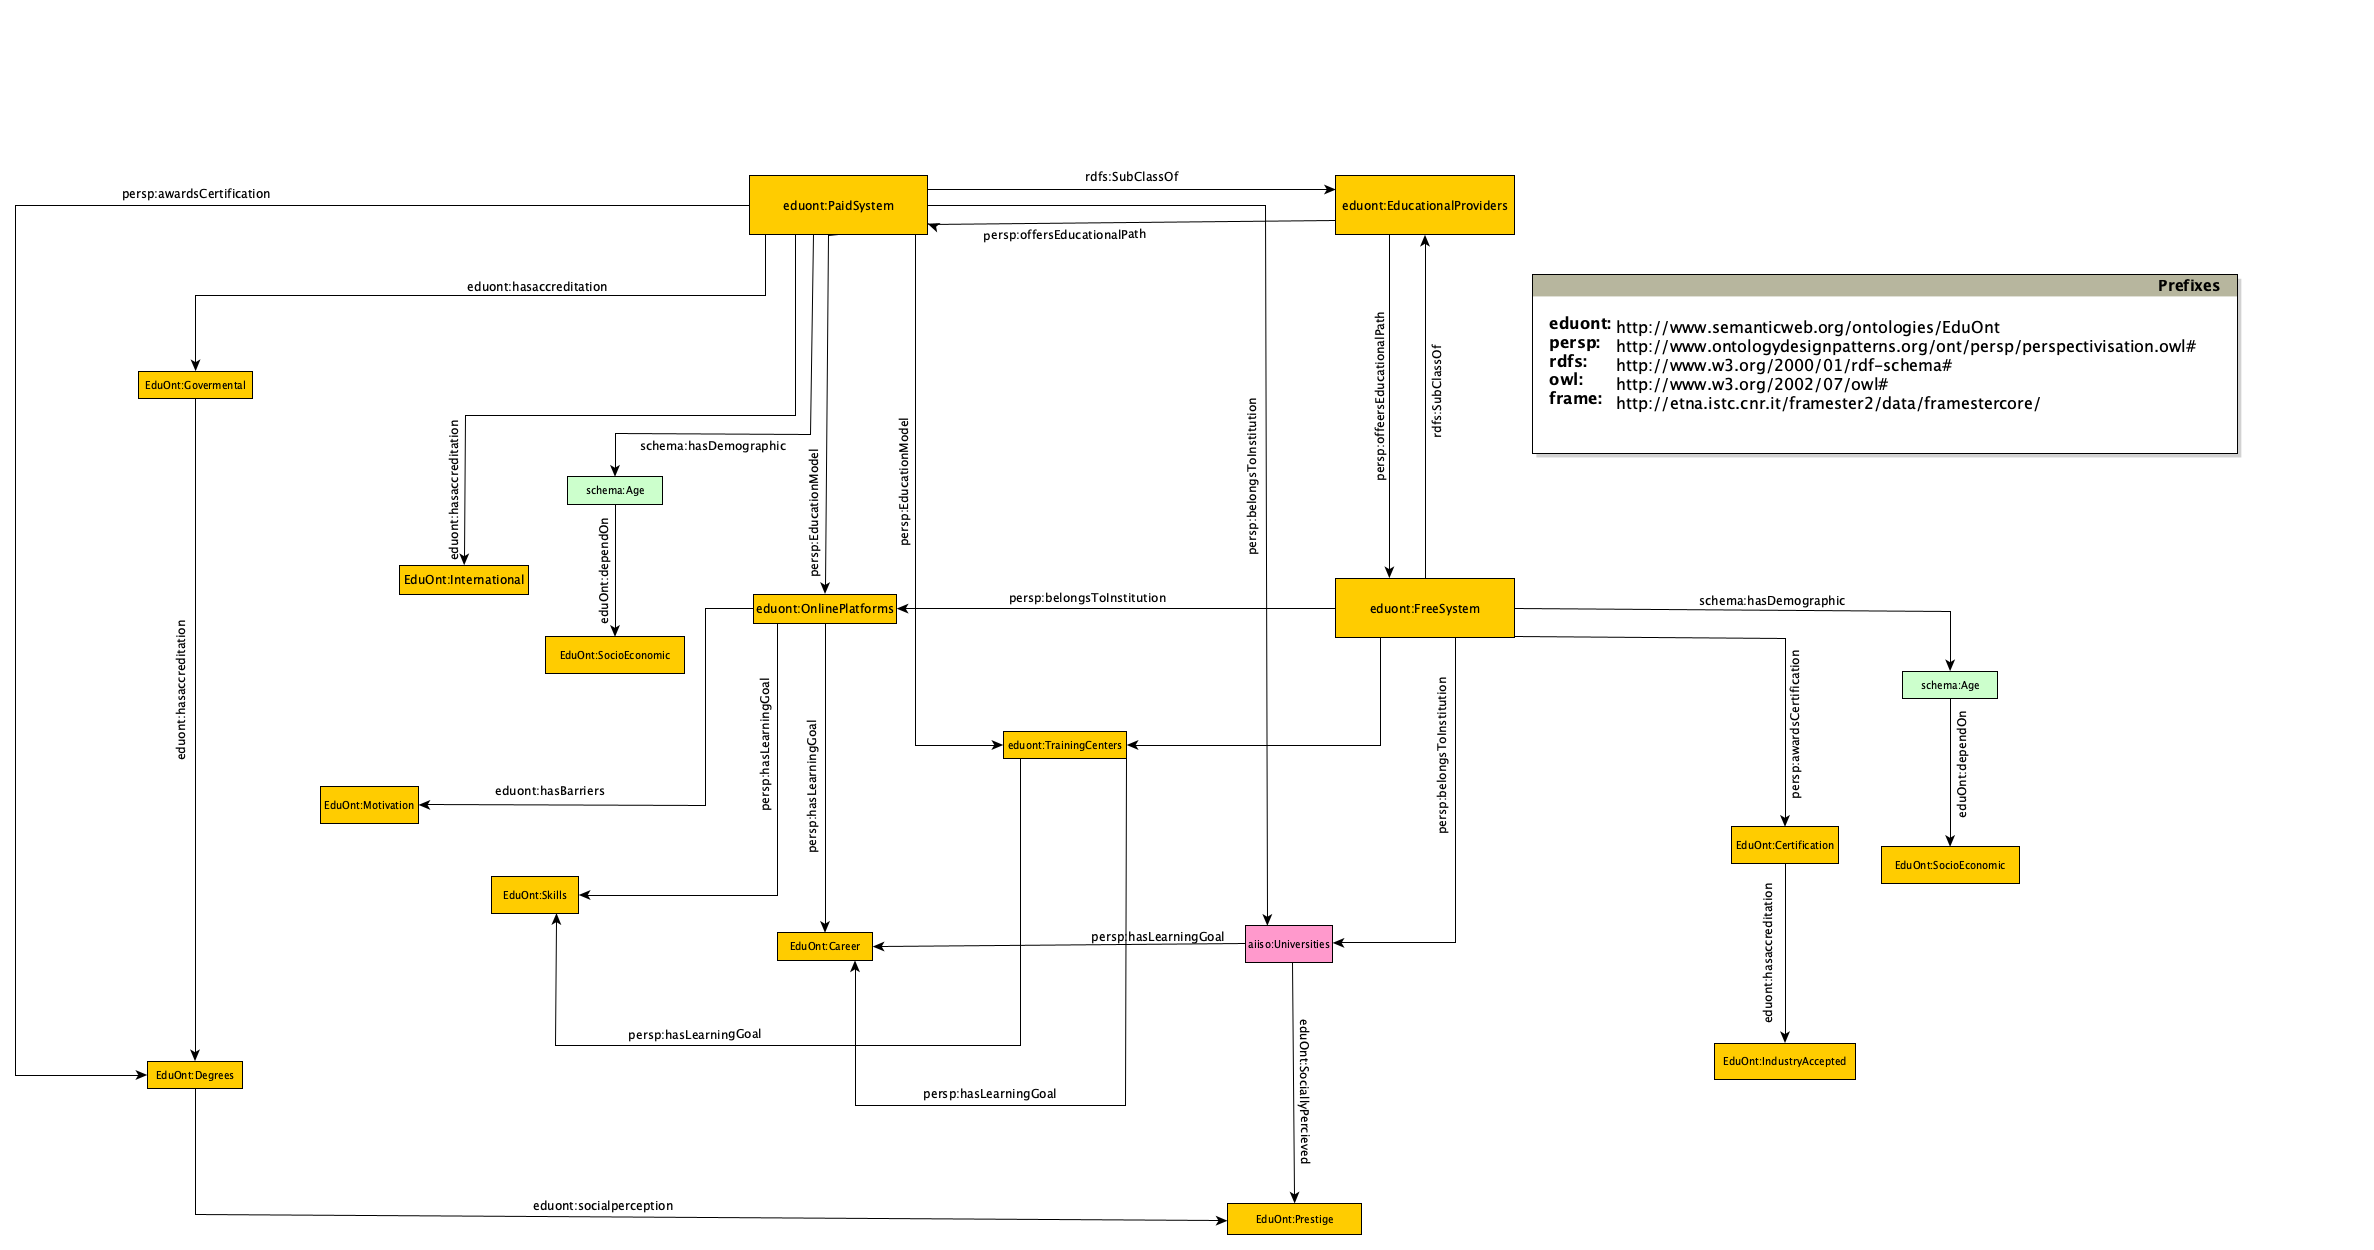 rdfs:SubClassOf
persp:awardsCertification
eduont:PaidSystem
eduont:EducationalProviders
persp:offersEducationalPath
eduont:hasaccreditation
Prefixes
eduont: http://www.semanticweb.org/ontologies/EduOnt
persp: http://www.ontologydesignpatterns.org/ont/persp/perspectivisation.owl#
rdfs: http://www.w3.org/2000/01/rdf-schema#
owl: http://www.w3.org/2002/07/owl#
frame: http://etna.istc.cnr.it/framester2/data/framestercore/
persp:offeersEducationalPath
rdfs:SubClassOf
EduOnt:Govermental
schema:hasDemographic
eduont:hasaccreditation
persp:EducationModel
persp:EducationModel
persp:belongsToInstitution
schema:Age
eduOnt:dependOn
EduOnt:International
eduont:OnlinePlatforms
persp:belongsToInstitution
eduont:FreeSystem
schema:hasDemographic
EduOnt:SocioEconomic
eduont:hasaccreditation
schema:Age
persp:hasLearningGoal
persp:hasLearningGoal
eduont:TrainingCenters
persp:belongsToInstitution
persp:awardsCertification
eduOnt:dependOn
eduont:hasBarriers
EduOnt:Motivation
EduOnt:Certification
EduOnt:SocioEconomic
EduOnt:Skills
persp:hasLearningGoal
EduOnt:Career
aiiso:Universities
eduont:hasaccreditation
persp:hasLearningGoal
EduOnt:IndustryAccepted
EduOnt:Degrees
persp:hasLearningGoal
eduOnt:SociallyPercieved
eduont:socialperception
EduOnt:Prestige